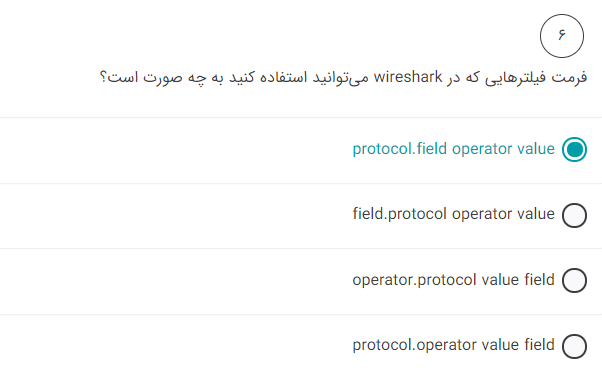 ۶
فرمت فیلترهایی که در wireshark می‌توانید استفاده کنید به چه صورت است؟
protocol.field operator value
field.protocol operator value
operator.protocol value field
protocol.operator value field